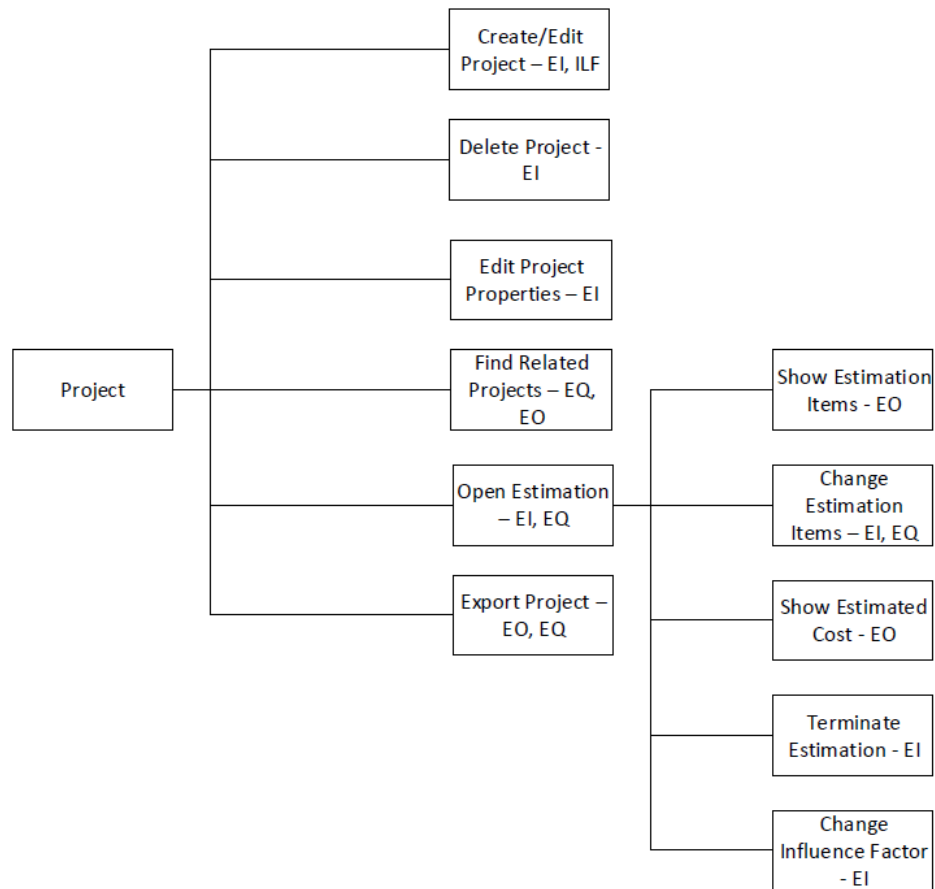 Create/Edit
Project – EI, ILF
Delete Project -
EI
Edit Project
Properties – EI
Project
Find Related
Projects – EQ,
EO
Open Estimation
– EI, EQ
Export Project –
EO, EQ
Show Estimation
Items - EO
Change
Estimation
Items – EI, EQ
Show Estimated
Cost - EO
Terminate
Estimation - EI
Change
Influence Factor
- EI